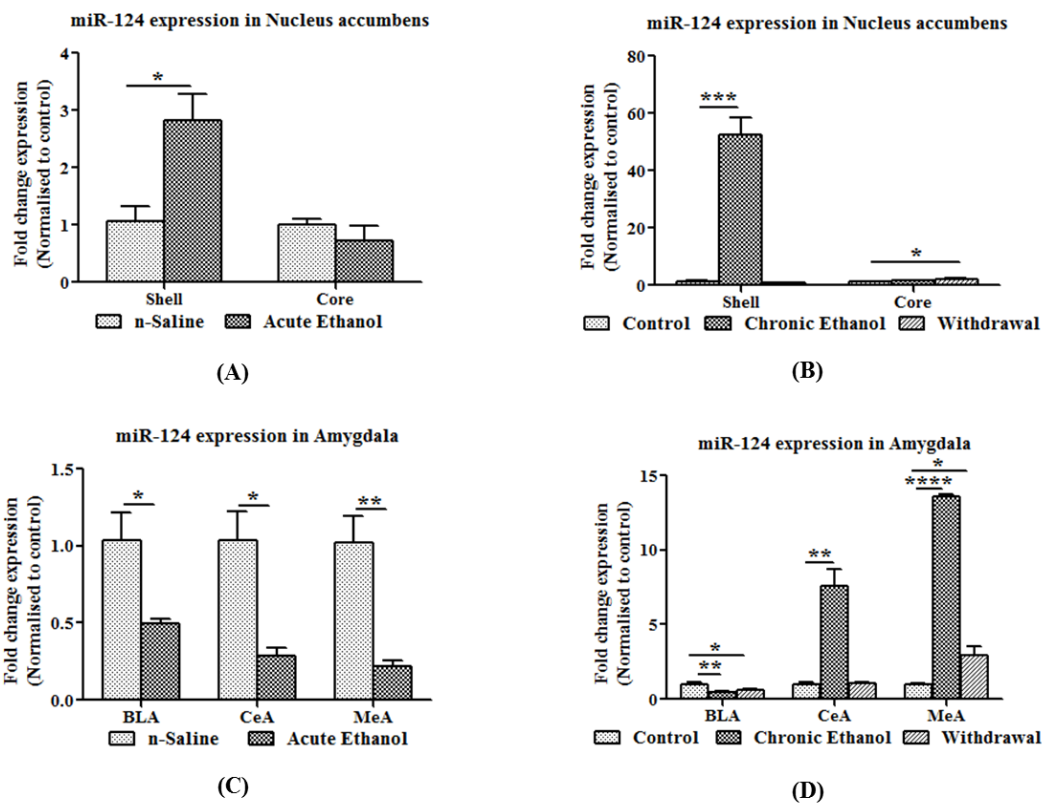 miR-124 expression in Nucleus accumbens
Fold change expression
(Normalised to control)
4
3
2
1
0
*
Shell
Core
n-Saline
Acute Ethanol
(A)
miR-124 expression in Nucleus accumbens
Fold change expression
(Normalised to control)
80
60
40
20
0
***
*
Shell
Core
Control
Chronic Ethanol
Withdrawal
(B)
miR-124 expression in Amygdala
Fold change expression
(Normalised to control)
1.5
1.0
0.5
0.0
*
*
**
BLA
CeA
MeA
n-Saline
Acute Ethanol
(C)
miR-124 expression in Amygdala
Fold change expression
(Normalised to control)
15
10
5
0
*
**
**
*
****
BLA
CeA
MeA
Control
Chronic Ethanol
Withdrawal
(D)